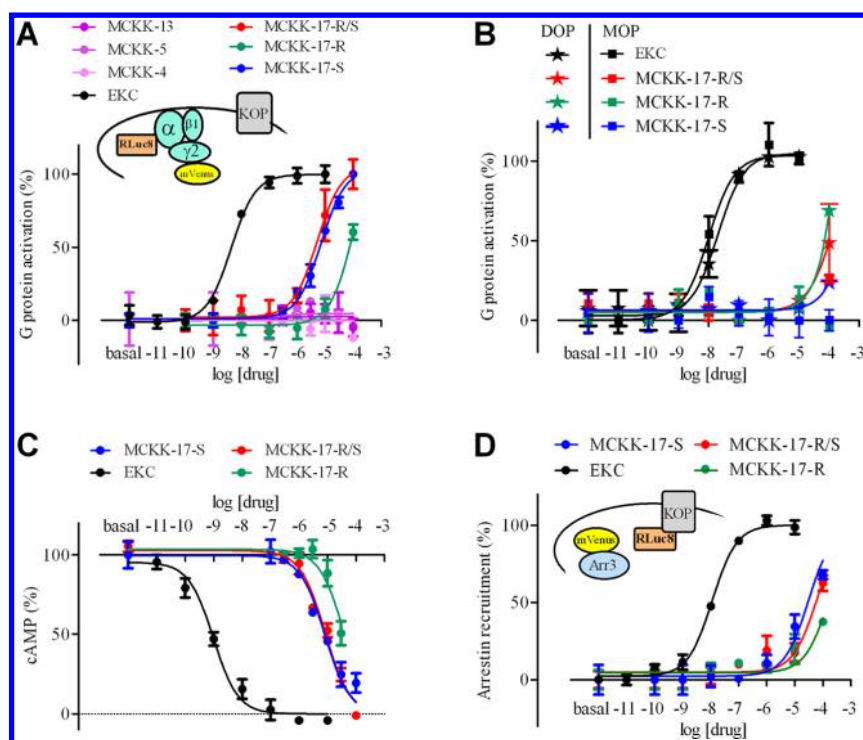 A
MCKK-13
MCKK-5
MCKK-4
EKC
MCKK-17-R/S
MCKK-17-R
MCKK-17-S
α
β1
γ2
RLuc8
mVenus
KOP
G protein activation (%)
100
50
0
basal -11 -10 -9 -8 -7 -6 -5 -4 -3
log [drug]
B
DOP MOP
EKC
MCKK-17-R/S
MCKK-17-R
MCKK-17-S
G protein activation (%)
100
50
0
basal -11 -10 -9 -8 -7 -6 -5 -4 -3
log [drug]
C
MCKK-17-S
EKC
MCKK-17-R/S
MCKK-17-R
log [drug]
basal -11 -10 -9 -8 -7 -6 -5 -4 -3
cAMP (%)
100
50
0
D
MCKK-17-S
EKC
MCKK-17-R/S
MCKK-17-R
KOP
mVenus
RLuc8
Arr3
Arrestin recruitment (%)
100
50
0
basal -11 -10 -9 -8 -7 -6 -5 -4 -3
log [drug]